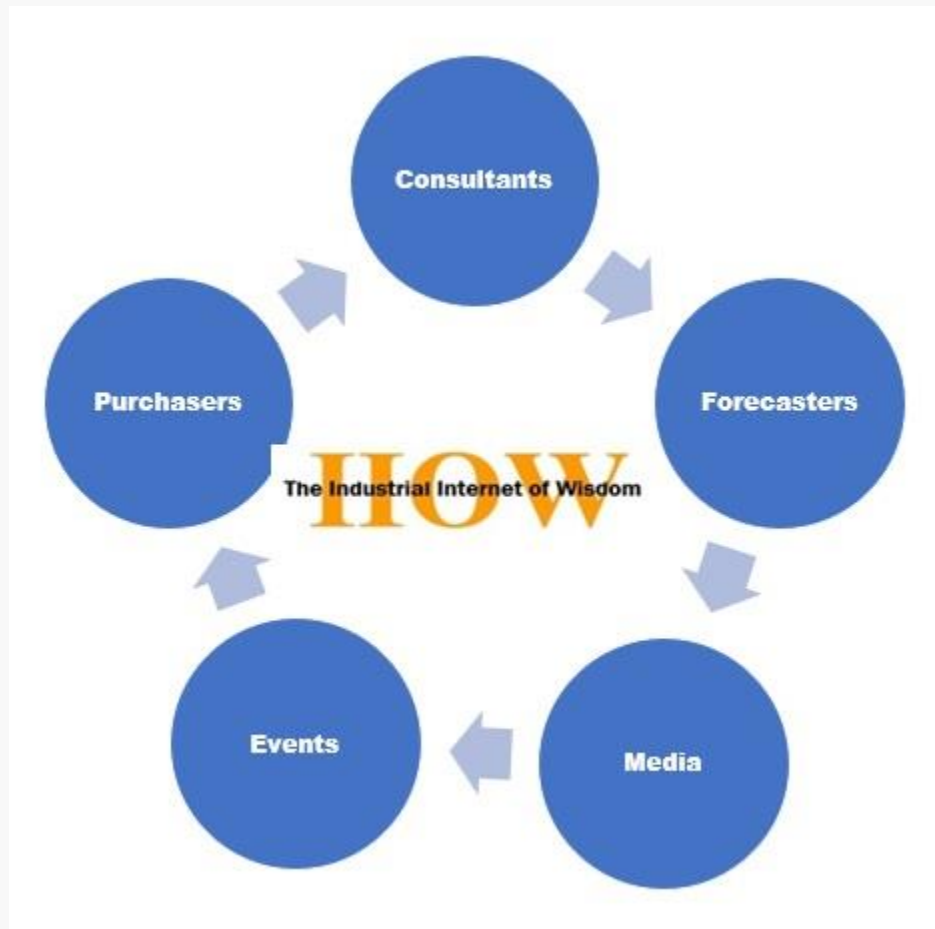 Consultants
Purchasers
Forecasters
HOW
The Industrial Internet of Wisdom
Events
Media